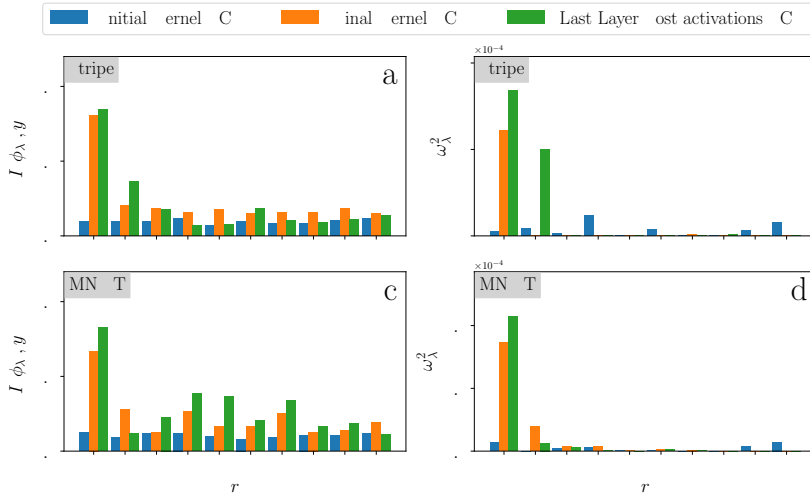 nitial ernel C inal ernel C Last Layer ost activations C
tripe a
I ϕλ , y
×10⁻⁴
tripe
ω²λ
MN T c
I ϕλ , y
r
×10⁻⁴
MN T d
ω²λ
r